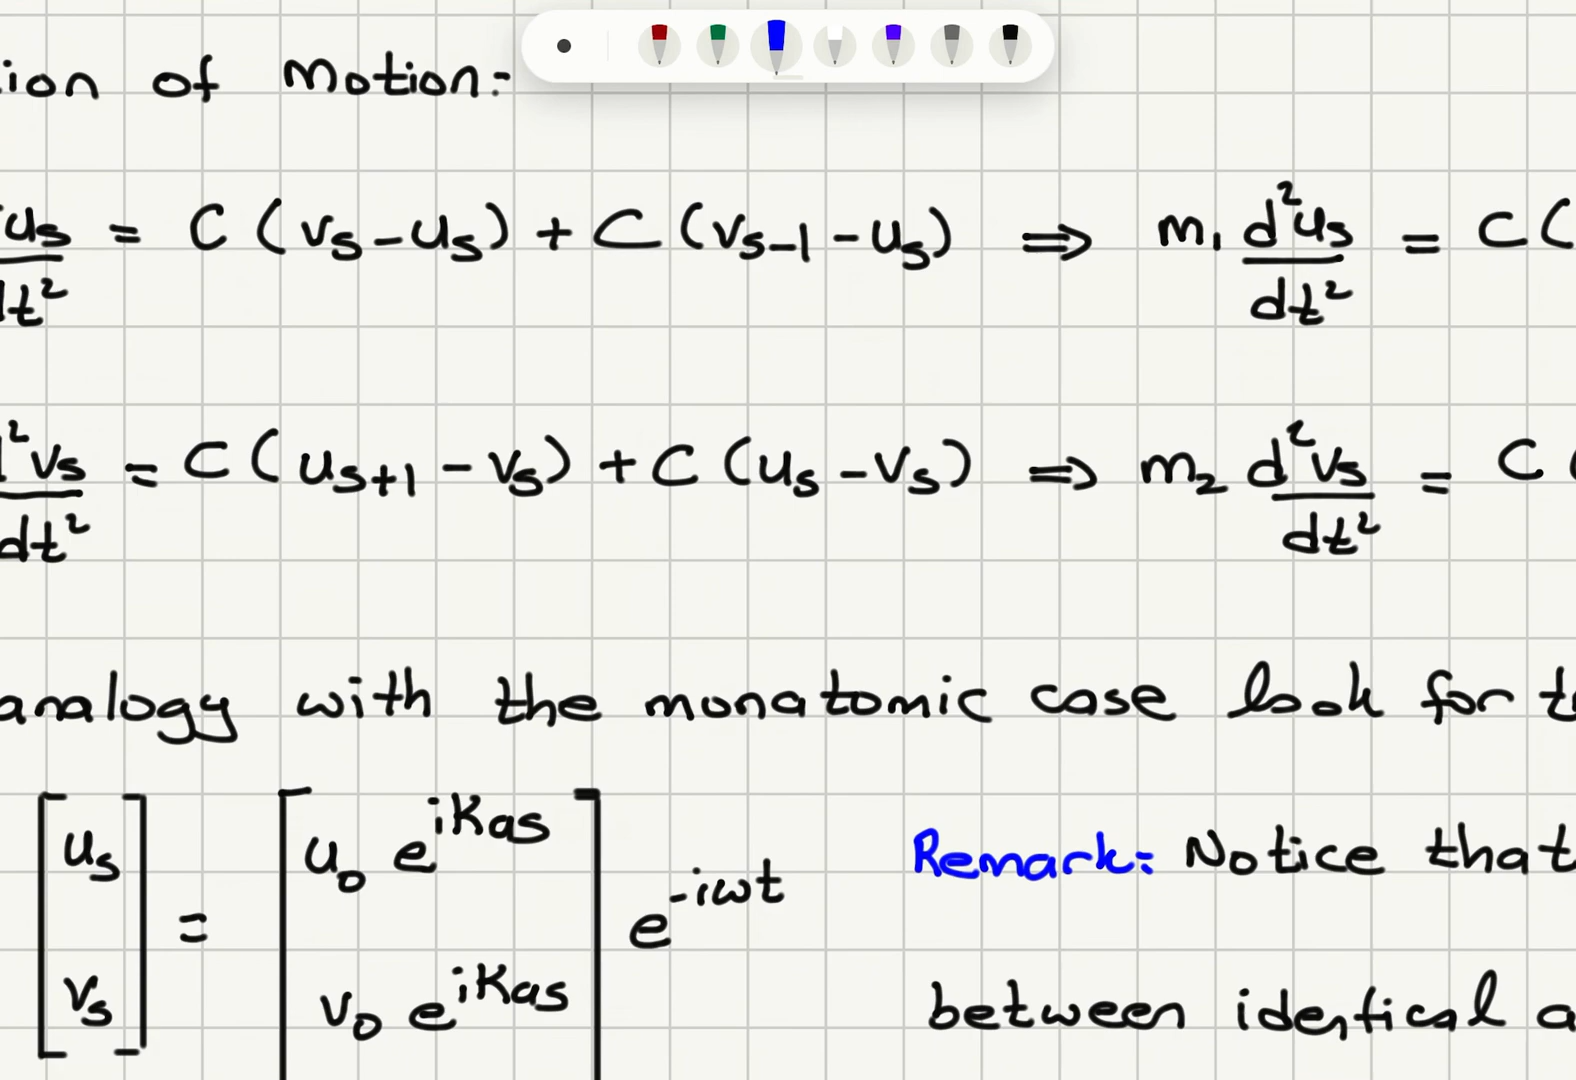 ion of motion:
us/dt² = C (vs - us) + C (vs-1 - us) ⇒ m1 d²us/dt² = C (
²vs/dt² = C (us+1 - vs) + C (us - vs) ⇒ m2 d²vs/dt² = C (
analogy with the monatomic case look for t
[us vs] = [u0 e^iKas v0 e^iKas] e^-iωt
Remark: Notice that
between identical a